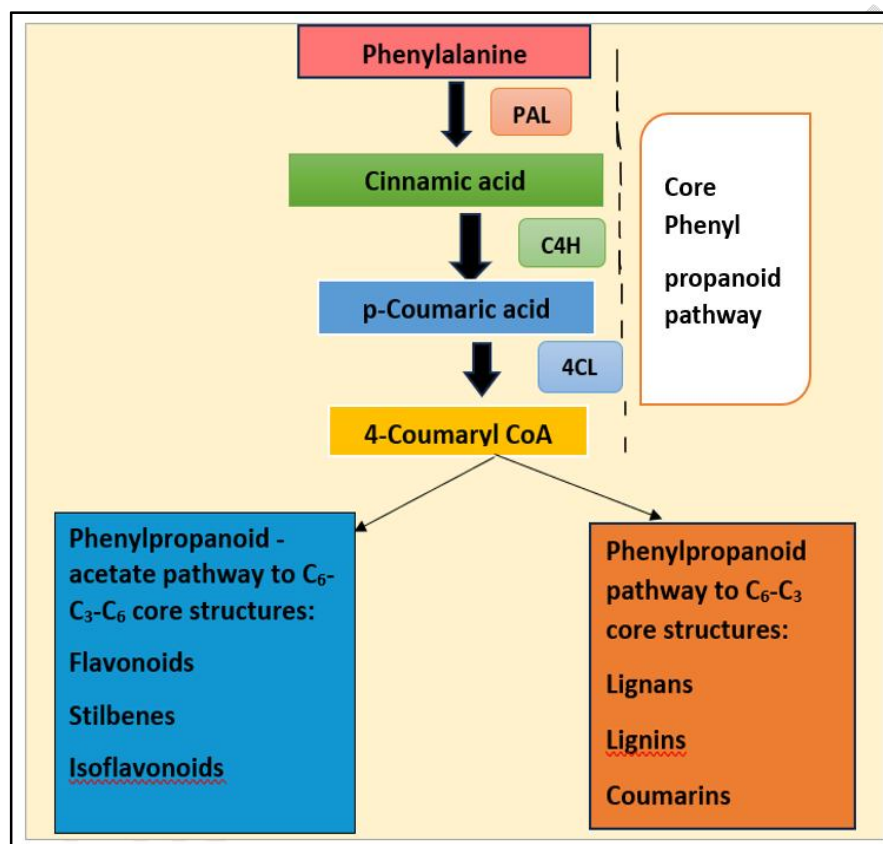 Phenylalanine
PAL
Cinnamic acid
C4H
p-Coumaric acid
4CL
4-Coumaryl CoA
Core
Phenyl
propanoid
pathway
Phenylpropanoid -
acetate pathway to C₆-
C₃-C₆ core structures:
Flavonoids
Stilbenes
Isoflavonoids
Phenylpropanoid
pathway to C₆-C₃
core structures:
Lignans
Lignins
Coumarins